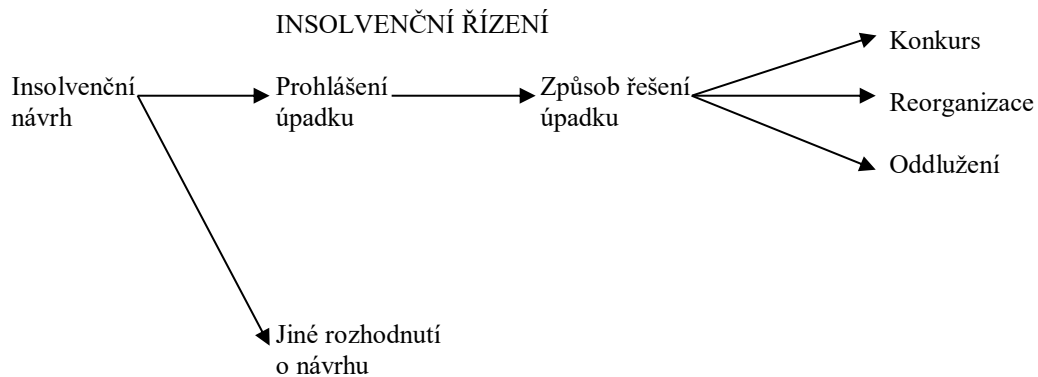 INSOLVENČNÍ ŘÍZENÍ
Insolvenční
návrh
Prohlášení
úpadku
Způsob řešení
úpadku
Konkurs
Reorganizace
Oddlužení
Jiné rozhodnutí
o návrhu